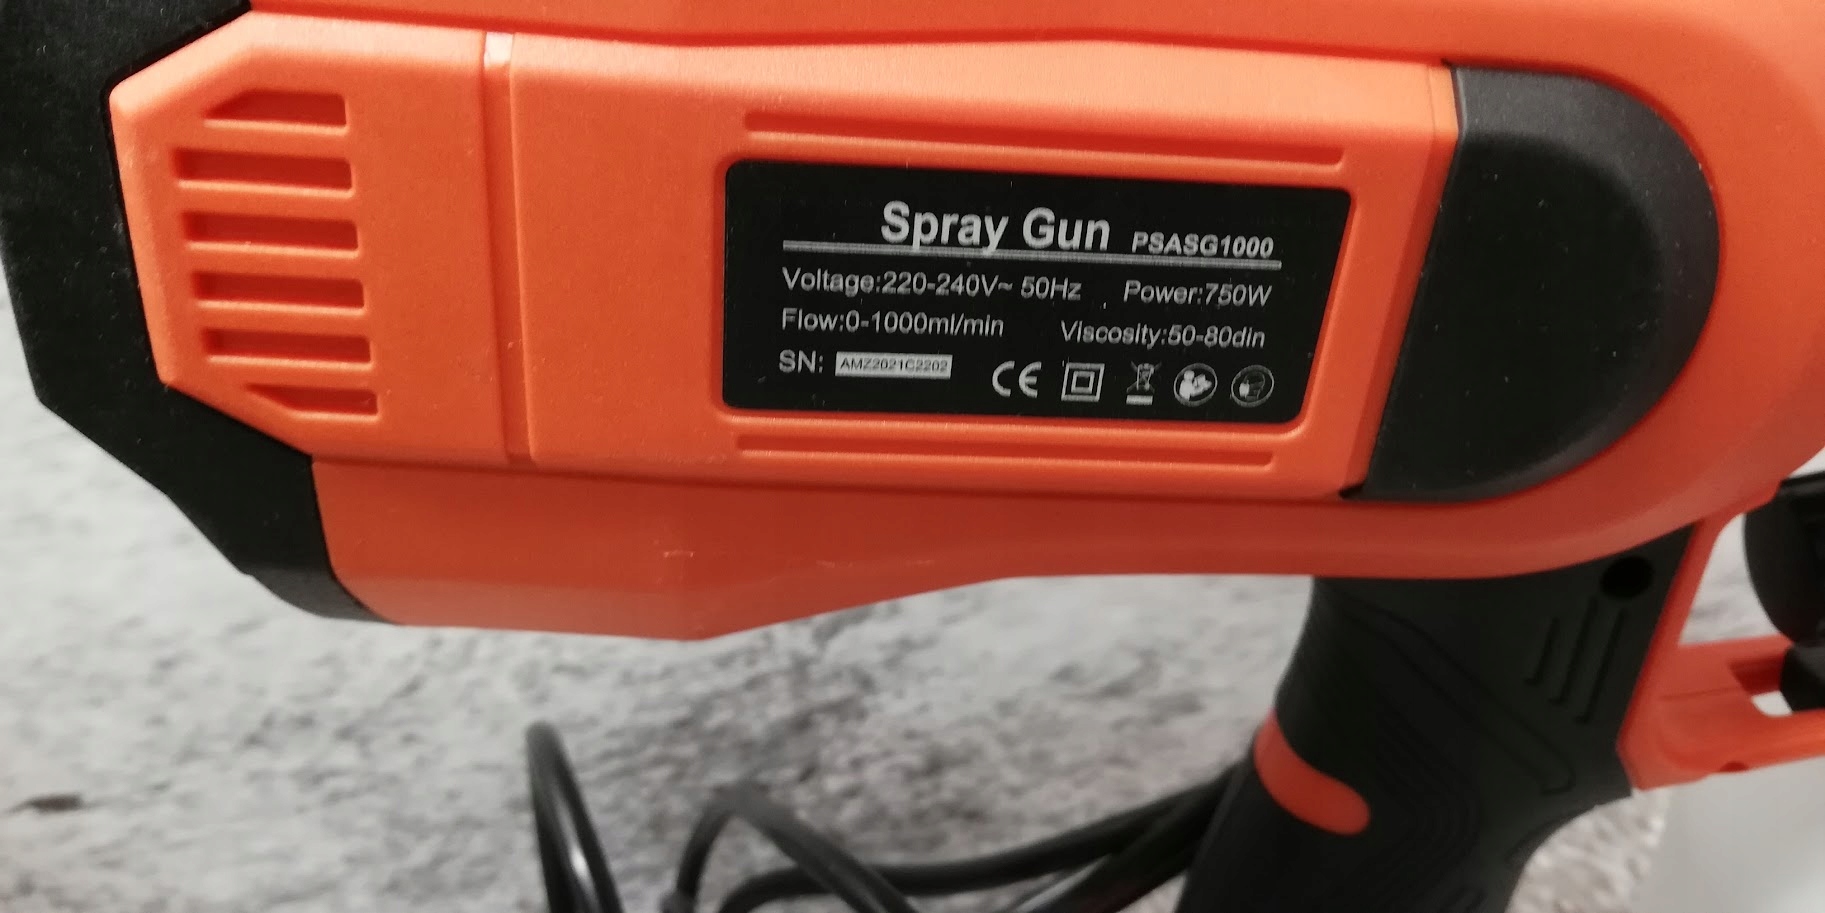 Spray Gun PSASG1000
Voltage:220-240V~ 50Hz Power:750W
Flow:0-1000ml/min Viscosity:50-80din
SN: AMZ2021C2202
CE